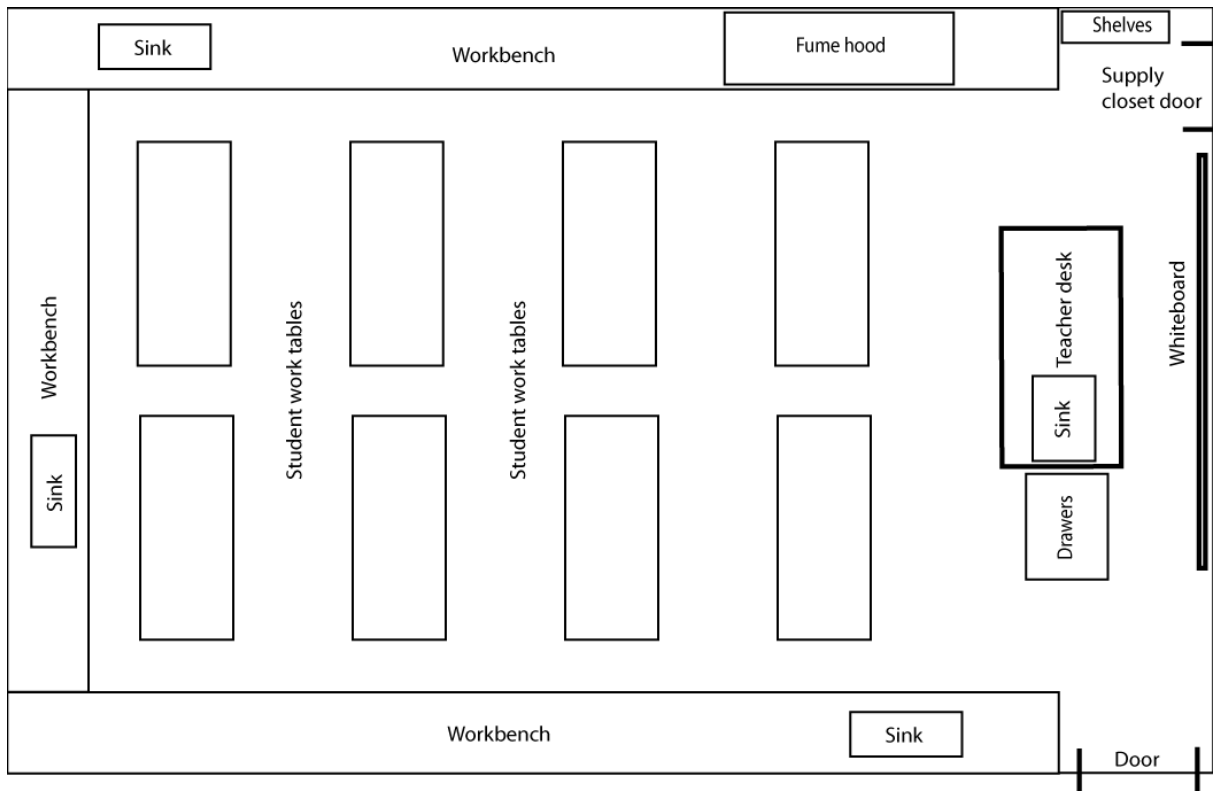 Sink
Workbench
Fume hood
Shelves
Supply
closet door
Workbench
Sink
Student work tables
Student work tables
Teacher desk
Sink
Drawers
Whiteboard
Workbench
Sink
Door